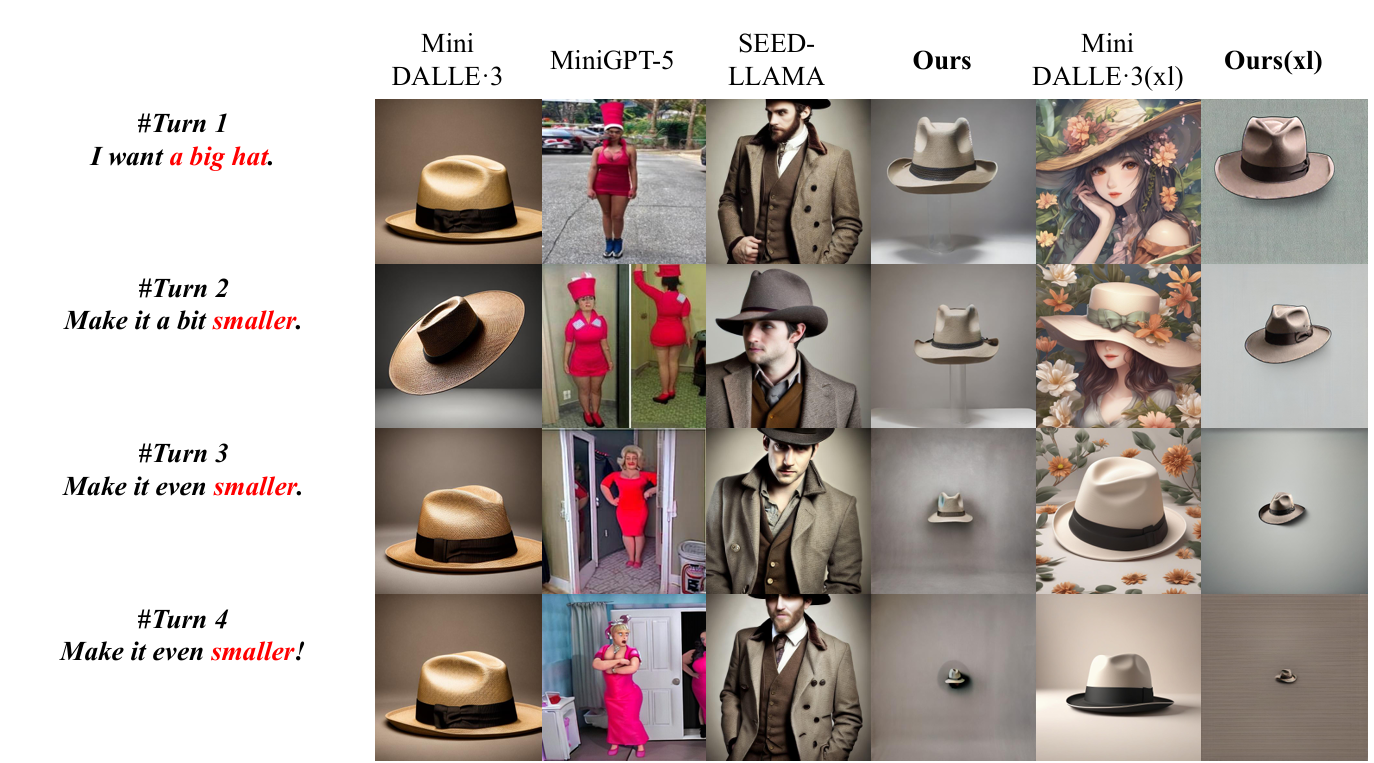 Mini
DALLE·3
MiniGPT-5
SEED-
LLAMA
Ours
Mini
DALLE·3(xl)
Ours(xl)
#Turn 1
I want a big hat.
#Turn 2
Make it a bit smaller.
#Turn 3
Make it even smaller.
#Turn 4
Make it even smaller!